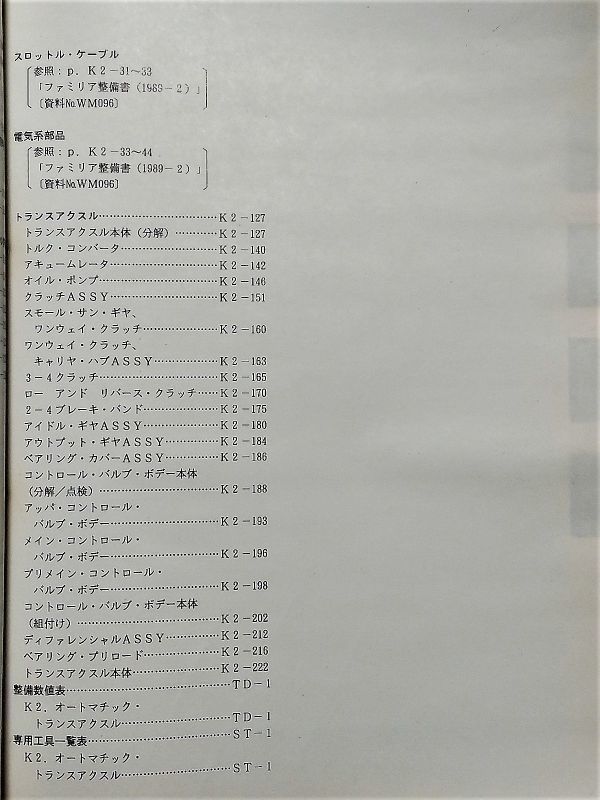 スロットル・ケーブル
参照：p．K2－31～33
「ファミリア整備書（1989－2）」
〔資料№WM096〕
電気系部品
参照：p．K2－33～44
「ファミリア整備書（1989－2）」
〔資料№WM096〕
トランスアクスル……………………………K2－127
トランスアクスル本体（分解）…………K2－127
トルク・コンバータ………………………K2－140
アキュームレータ…………………………K2－142
オイル・ポンプ……………………………K2－146
クラッチASSY…………………………K2－151
スモール・サン・ギヤ、
ワンウェイ・クラッチ…………………K2－160
ワンウェイ・クラッチ、
キャリヤ・ハブASSY………………K2－163
3－4クラッチ……………………………K2－165
ロー　アンド　リバース・クラッチ……K2－170
2－4ブレーキ・バンド…………………K2－175
アイドル・ギヤASSY…………………K2－180
アウトプット・ギヤASSY……………K2－184
ベアリング・カバーASSY……………K2－186
コントロール・バルブ・ボデー本体
（分解／点検）……………………………K2－188
アッパ・コントロール・
バルブ・ボデー…………………………K2－193
メイン・コントロール・
バルブ・ボデー…………………………K2－196
プリメイン・コントロール・
バルブ・ボデー…………………………K2－198
コントロール・バルブ・ボデー本体
（組付け）…………………………………K2－202
ディファレンシャルASSY……………K2－212
ベアリング・プリロード…………………K2－216
トランスアクスル本体……………………K2－222
整備数値表……………………………………TD－1
K2．オートマチック・
トランスアクスル…………………………TD－1
専用工具一覧表………………………………ST－1
K2．オートマチック・
トランスアクスル…………………………ST－1